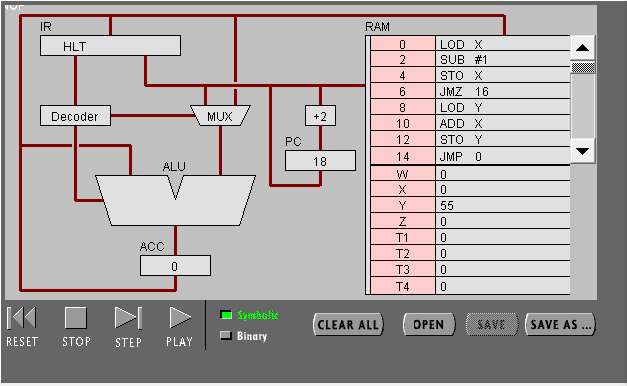 NOP
IR
RAM
HLT
0 LOD X
2 SUB #1
4 STO X
6 JMZ 16
8 LOD Y
10 ADD X
12 STO Y
14 JMP 0
Decoder
MUX
+2
PC
18
ALU
W 0
X 0
Y 55
Z 0
T1 0
T2 0
T3 0
T4 0
ACC
0
Symbolic
Binary
RESET
STOP
STEP
PLAY
CLEAR ALL
OPEN
SAVE
SAVE AS ...